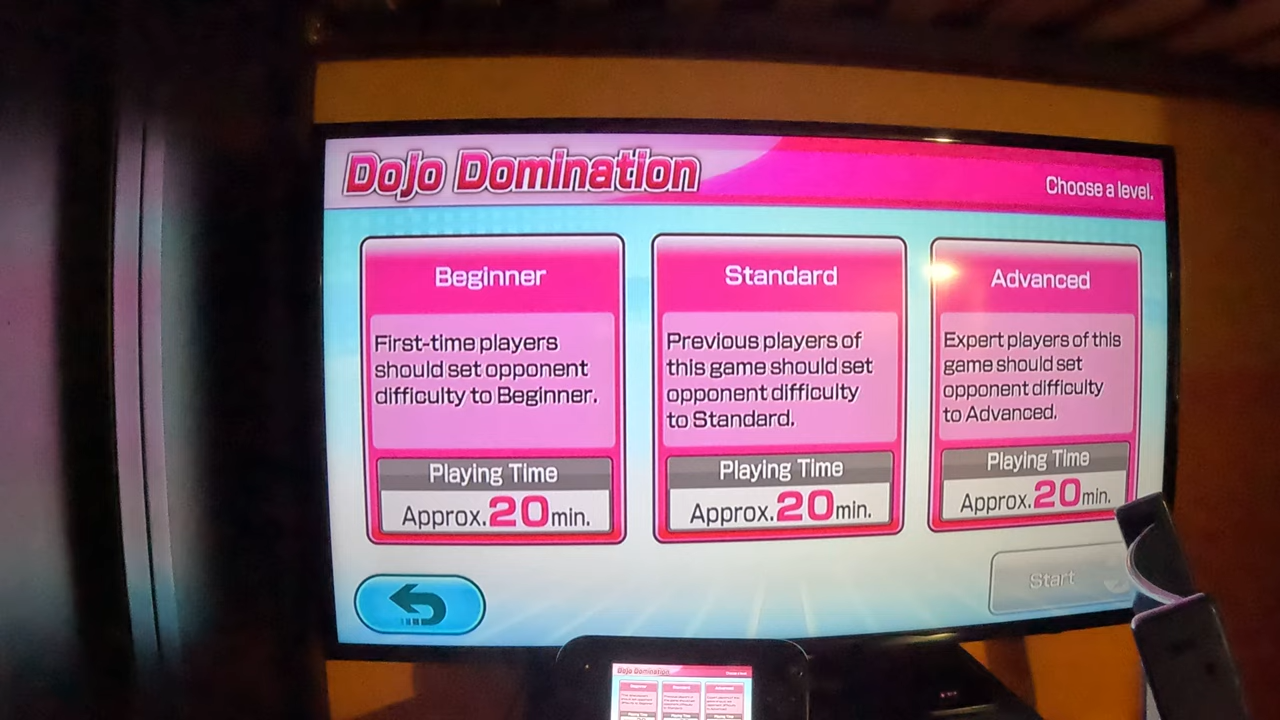 Dojo Domination
Choose a level.
Beginner
First-time players
should set opponent
difficulty to Beginner.
Playing Time
Approx.20min.
Standard
Previous players of
this game should set
opponent difficulty
to Standard.
Playing Time
Approx.20min.
Advanced
Expert players of this
game should set
opponent difficulty
to Advanced.
Playing Time
Approx.20min.
Start
Dojo Domination